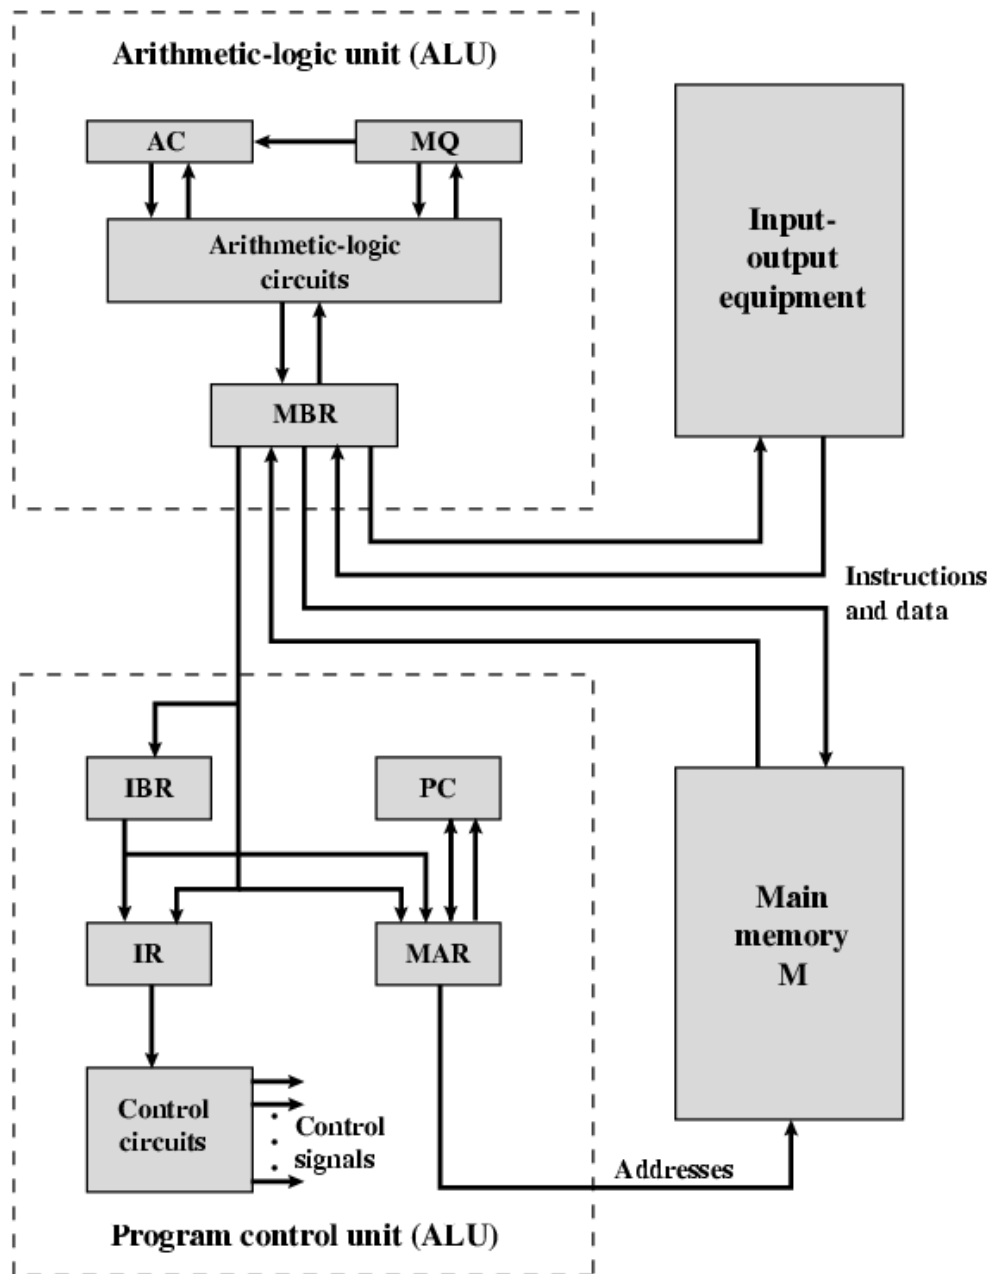 Arithmetic-logic unit (ALU)
AC
MQ
Arithmetic-logic
circuits
Input-
output
equipment
MBR
Instructions
and data
IBR
PC
IR
MAR
Main
memory
M
Control
circuits
Control
signals
Addresses
Program control unit (ALU)